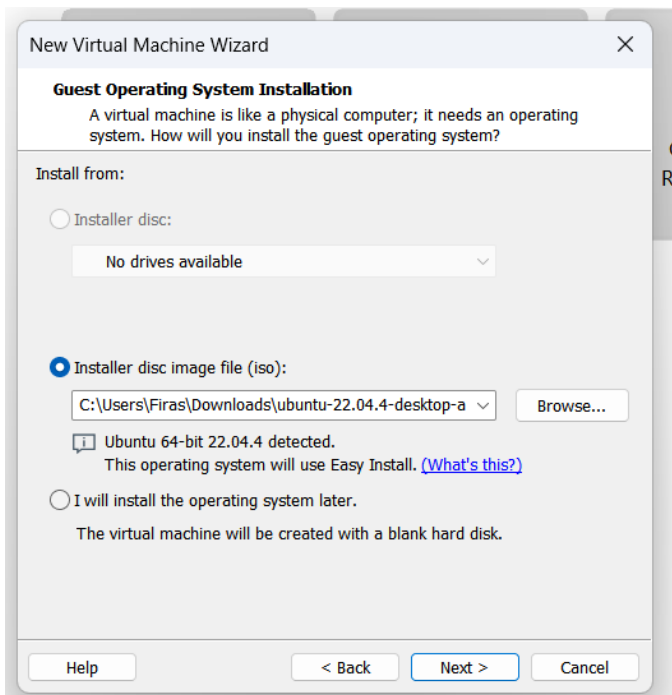 New Virtual Machine Wizard
Guest Operating System Installation
A virtual machine is like a physical computer; it needs an operating
system. How will you install the guest operating system?
Install from:
Installer disc:
No drives available
Installer disc image file (iso):
C:\Users\Firas\Downloads\ubuntu-22.04.4-desktop-a
Browse...
Ubuntu 64-bit 22.04.4 detected.
This operating system will use Easy Install. (What's this?)
I will install the operating system later.
The virtual machine will be created with a blank hard disk.
Help
< Back
Next >
Cancel